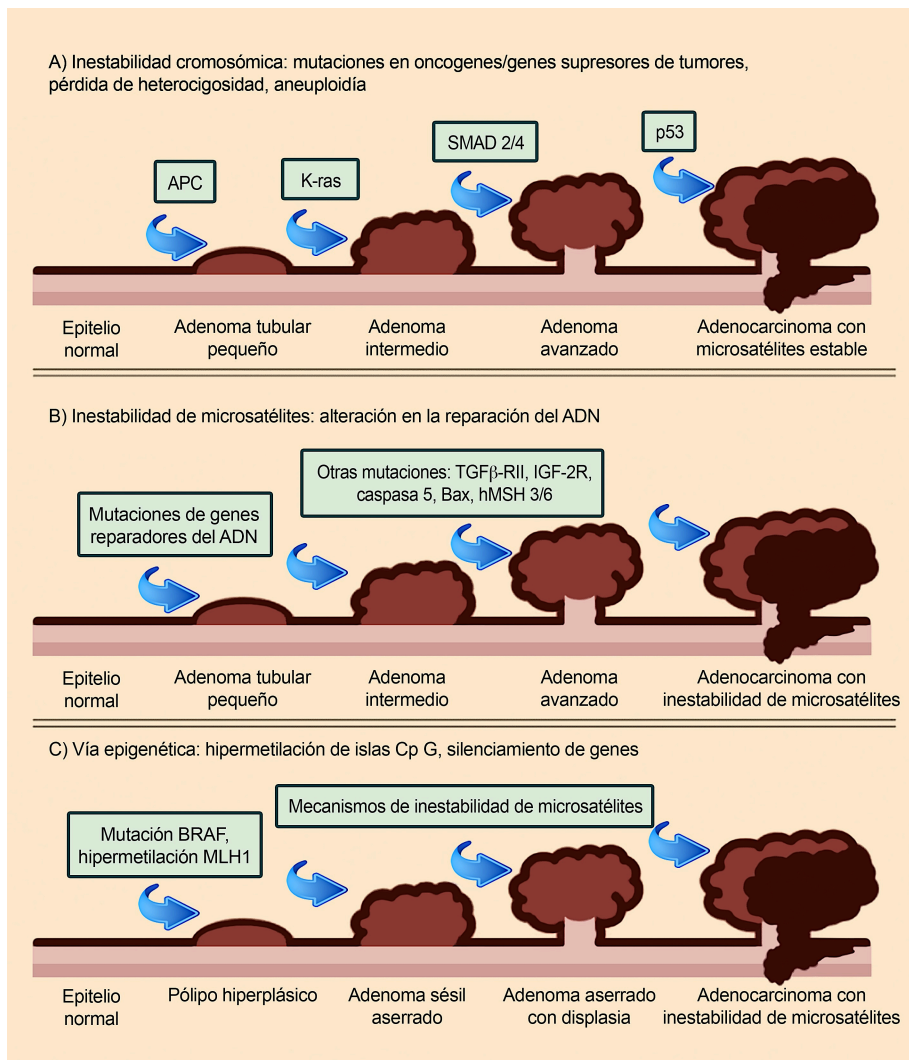 A) Inestabilidad cromosómica: mutaciones en oncogenes/genes supresores de tumores,
pérdida de heterocigosidad, aneuploidía
APC
K-ras
SMAD 2/4
p53
Epitelio
normal
Adenoma tubular
pequeño
Adenoma
intermedio
Adenoma
avanzado
Adenocarcinoma con
microsatélites estable
B) Inestabilidad de microsatélites: alteración en la reparación del ADN
Mutaciones de genes
reparadores del ADN
Otras mutaciones: TGFβ-RII, IGF-2R,
caspasa 5, Bax, hMSH 3/6
Epitelio
normal
Adenoma tubular
pequeño
Adenoma
intermedio
Adenoma
avanzado
Adenocarcinoma con
inestabilidad de microsatélites
C) Vía epigenética: hipermetilación de islas Cp G, silenciamiento de genes
Mutación BRAF,
hipermetilación MLH1
Mecanismos de inestabilidad de microsatélites
Epitelio
normal
Pólipo hiperplásico
Adenoma sésil
aserrado
Adenoma aserrado
con displasia
Adenocarcinoma con
inestabilidad de microsatélites